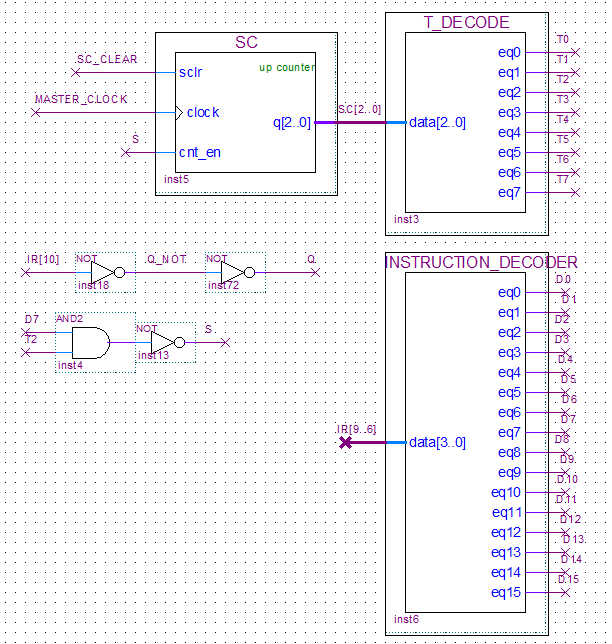 SC
SC_CLEAR
sclr
up counter
MASTER_CLOCK
clock
q[2..0]
SC[2..0]
S
cnt_en
inst5
T_DECODE
eq0
T0
eq1
T1
eq2
T2
eq3
T3
data[2..0]
eq4
T4
eq5
T5
eq6
T6
eq7
T7
inst3
IR[10]
NOT
inst18
Q_NOT
NOT
inst72
Q
D7
T2
AND2
inst4
NOT
inst13
S
INSTRUCTION_DECODER
eq0
D0
eq1
D1
eq2
D2
eq3
D3
eq4
D4
eq5
D5
eq6
D6
eq7
D7
IR[9..6]
data[3..0]
eq8
D8
eq9
D9
eq10
D10
eq11
D11
eq12
D12
eq13
D13
eq14
D14
eq15
D15
inst6